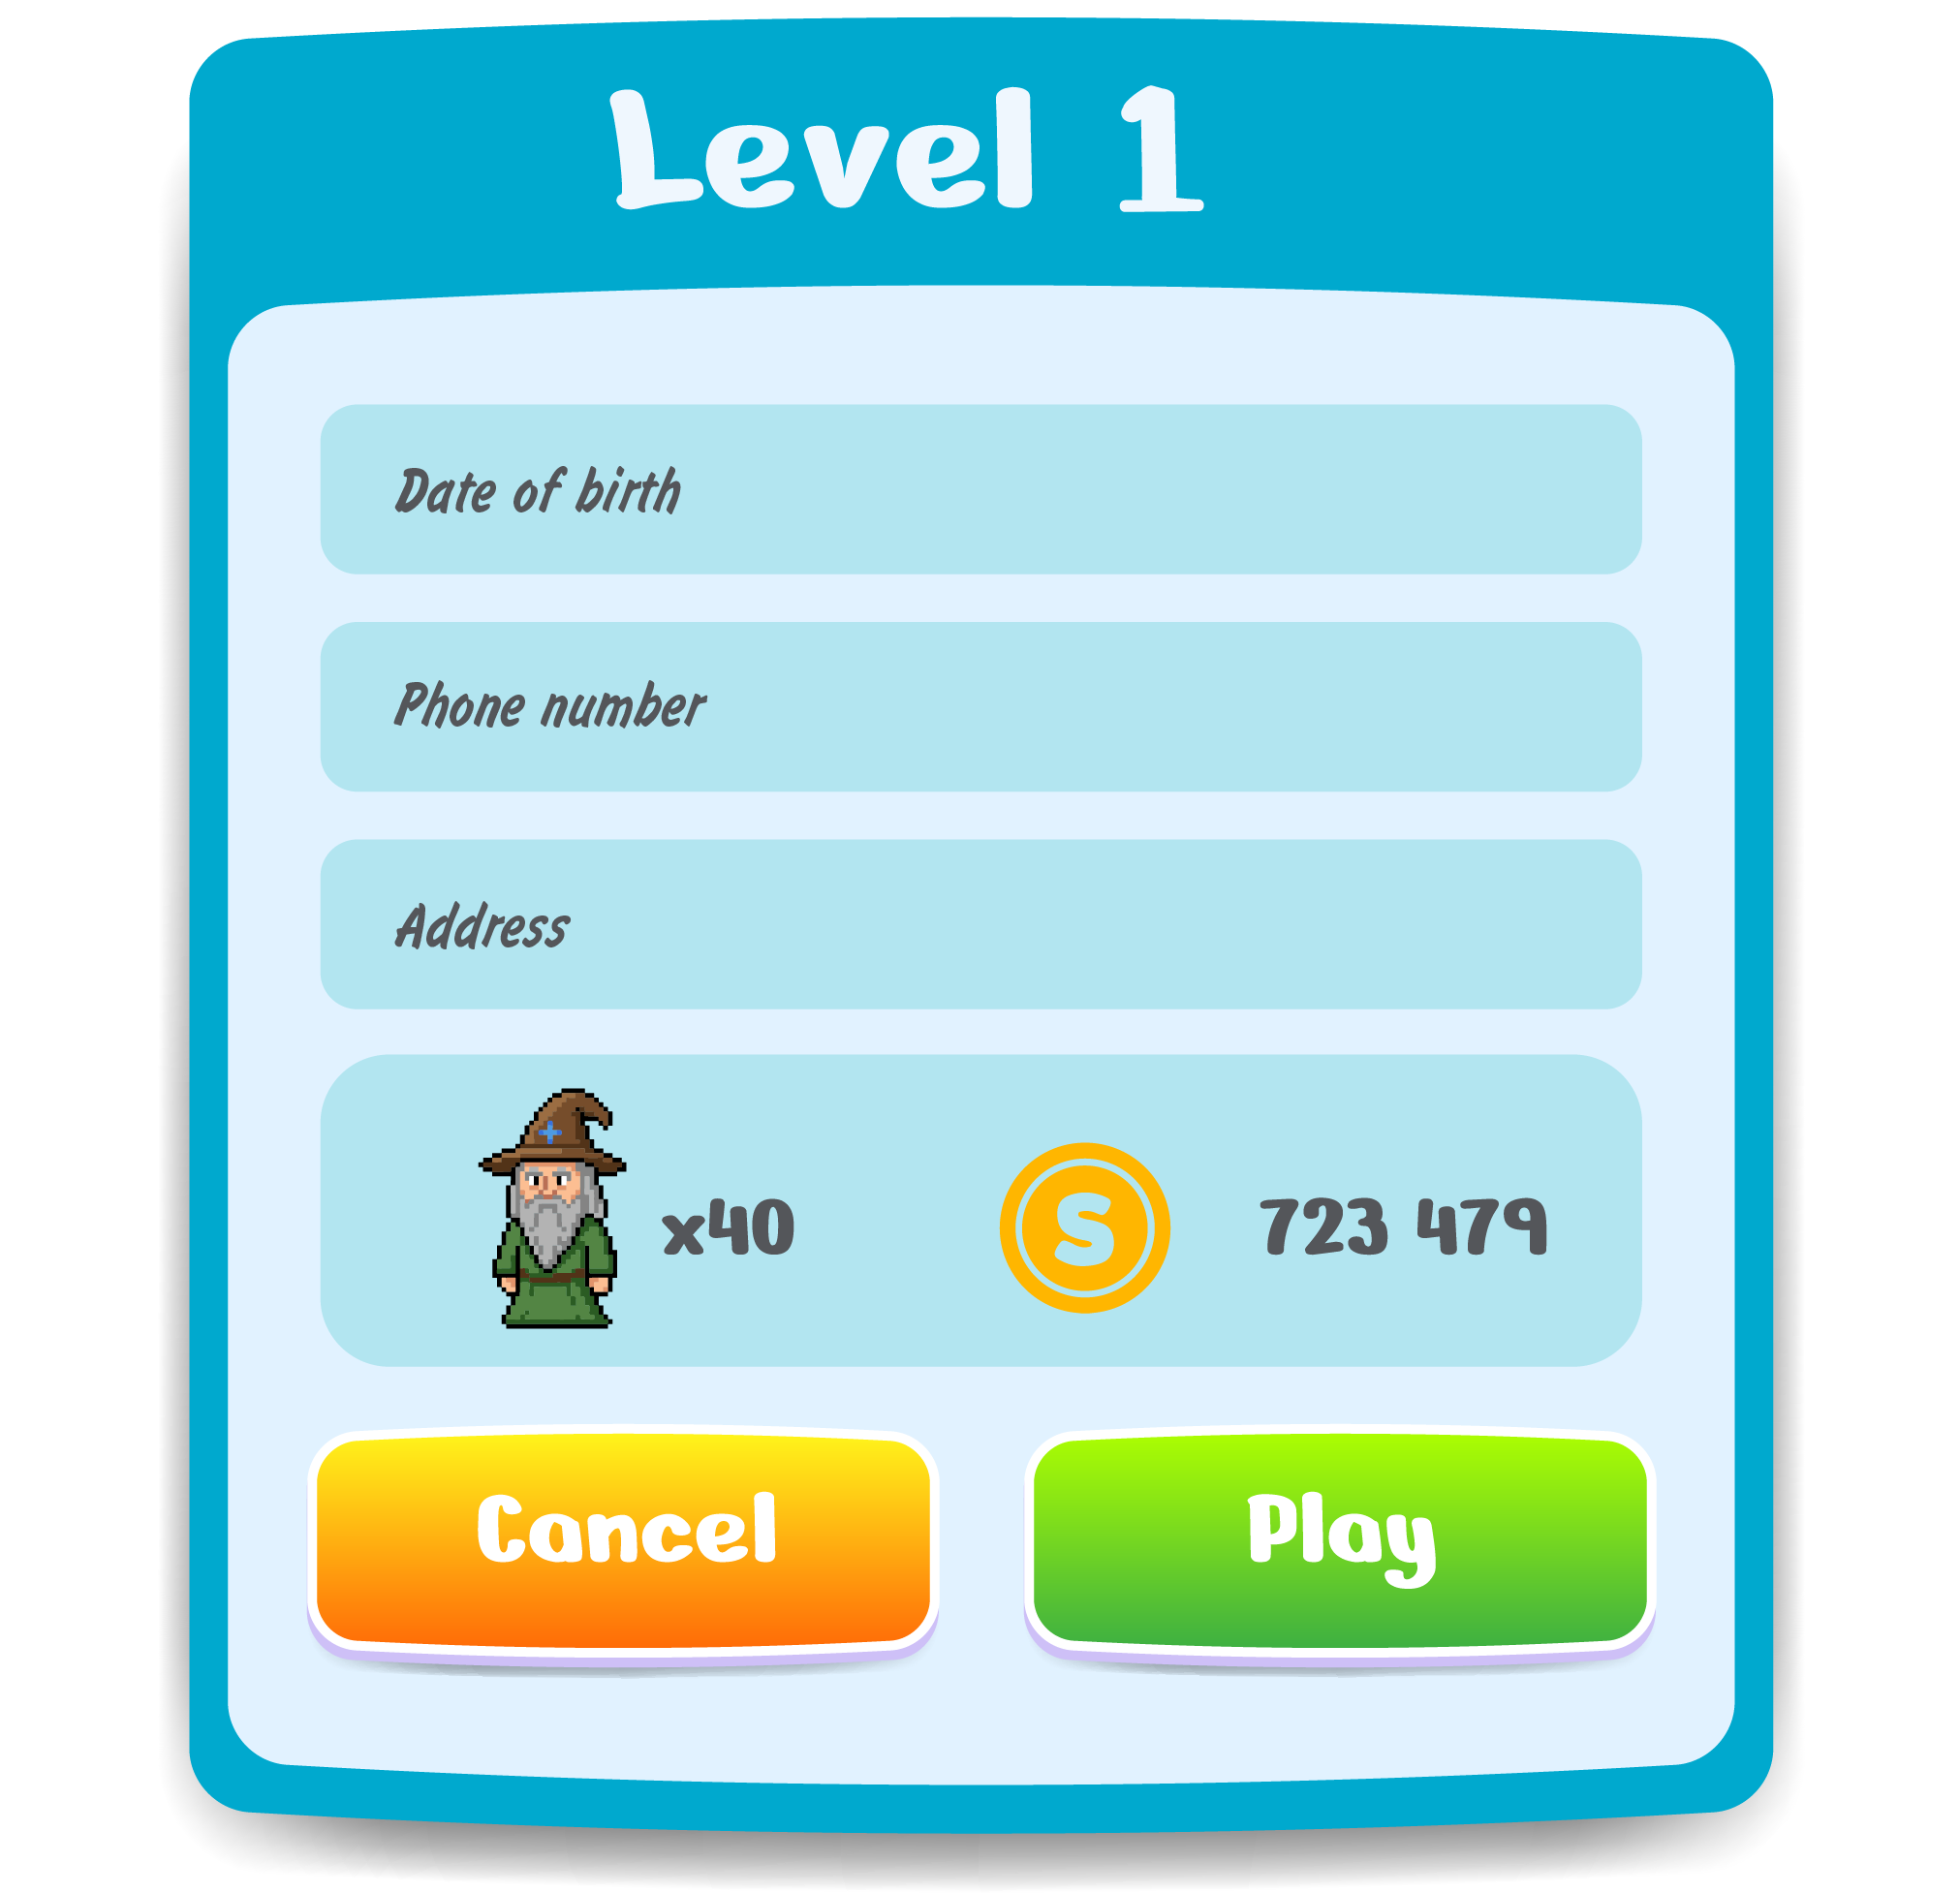 Level 1
Date of birth
Phone number
Address
x40 S 723 479
Cancel Play